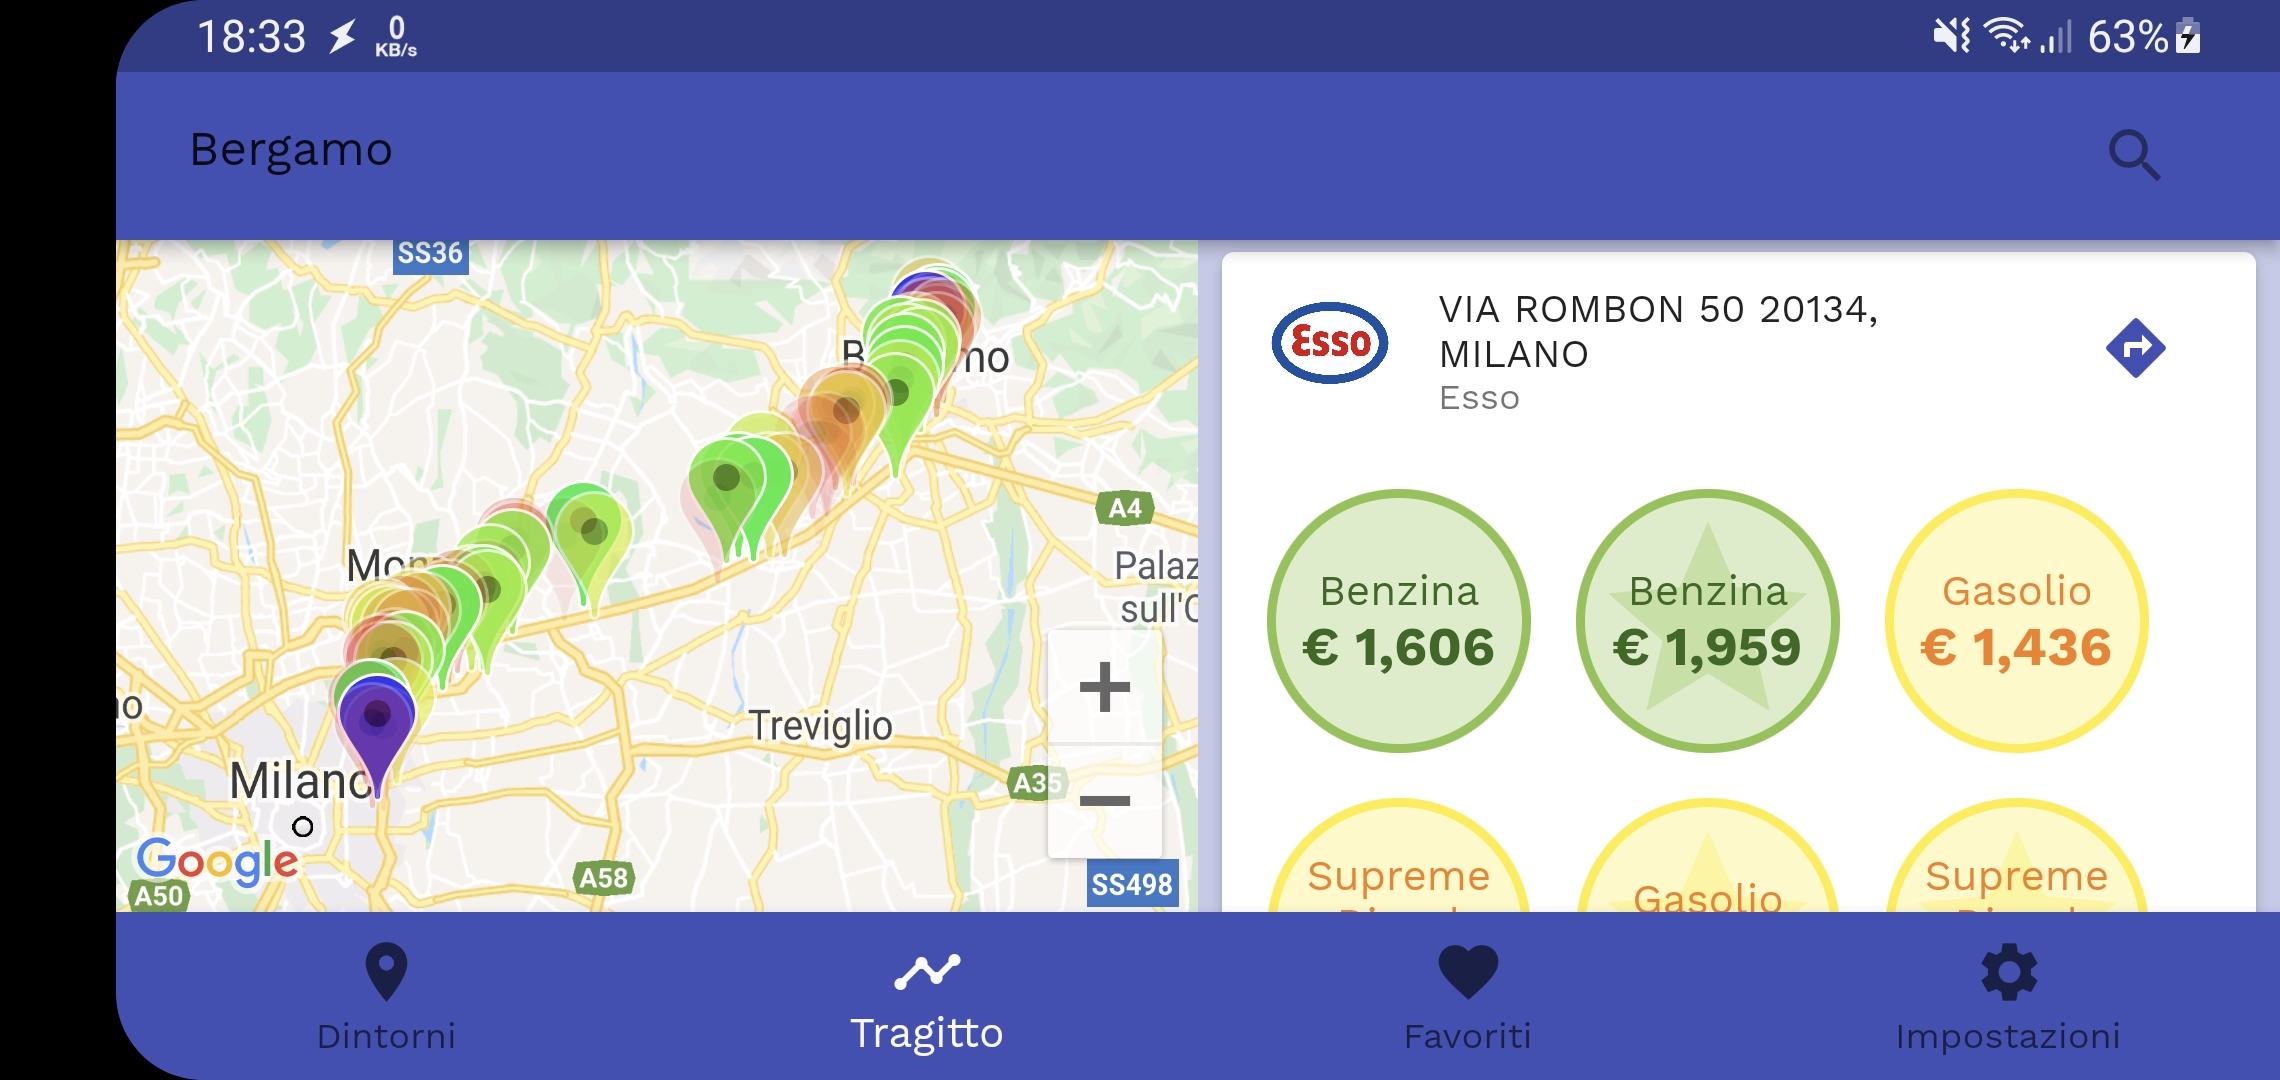 18:33
0
KB/s
63%
Bergamo
SS36
B
mo
A4
Mon
Palaz
sull'C
Treviglio
no
Milano
A35
Google
A50
A58
SS498
+
−
Esso
VIA ROMBON 50 20134,
MILANO
Esso
Benzina
€ 1,606
Benzina
€ 1,959
Gasolio
€ 1,436
Supreme
Gasolio
Supreme
Dintorni
Tragitto
Favoriti
Impostazioni